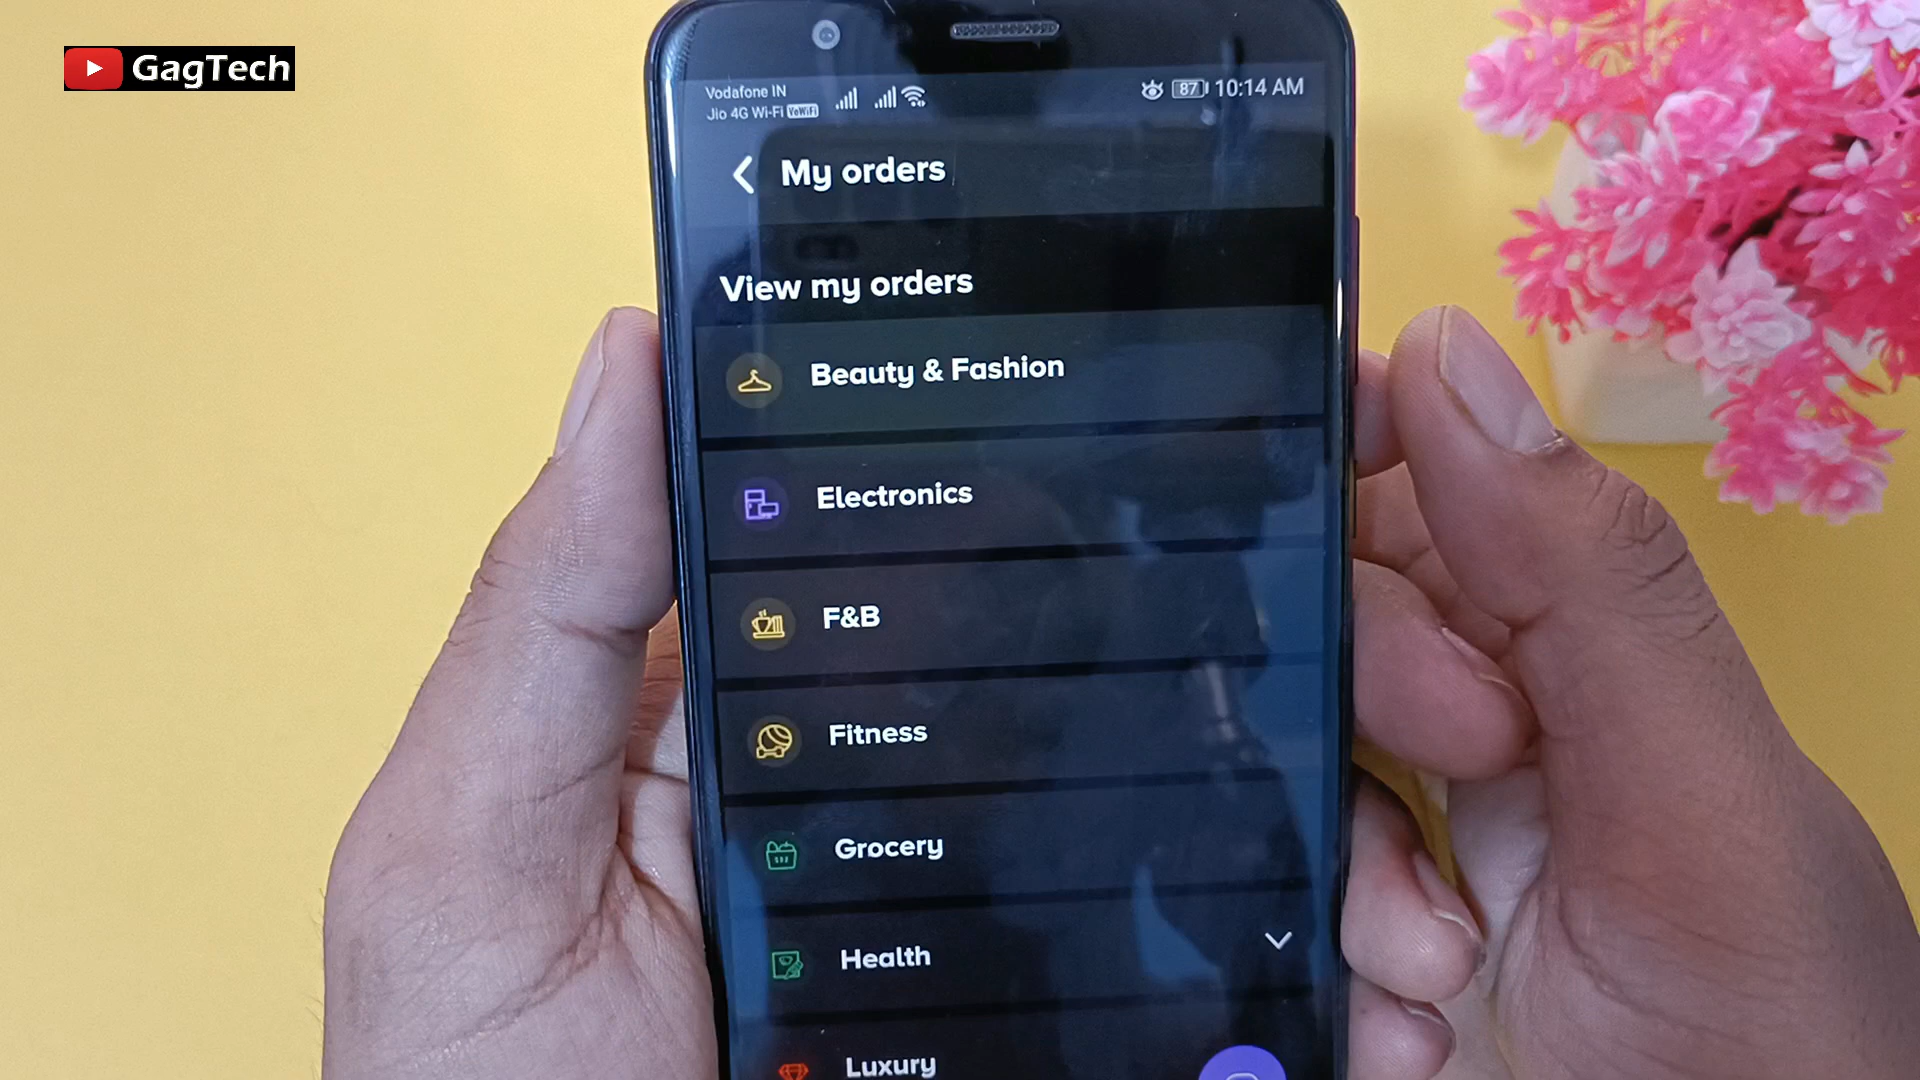 GagTech
Vodafone IN
Jio 4G Wi-Fi VoWiFi
87 10:14 AM
My orders
View my orders
Beauty & Fashion
Electronics
F&B
Fitness
Grocery
Health
Luxury